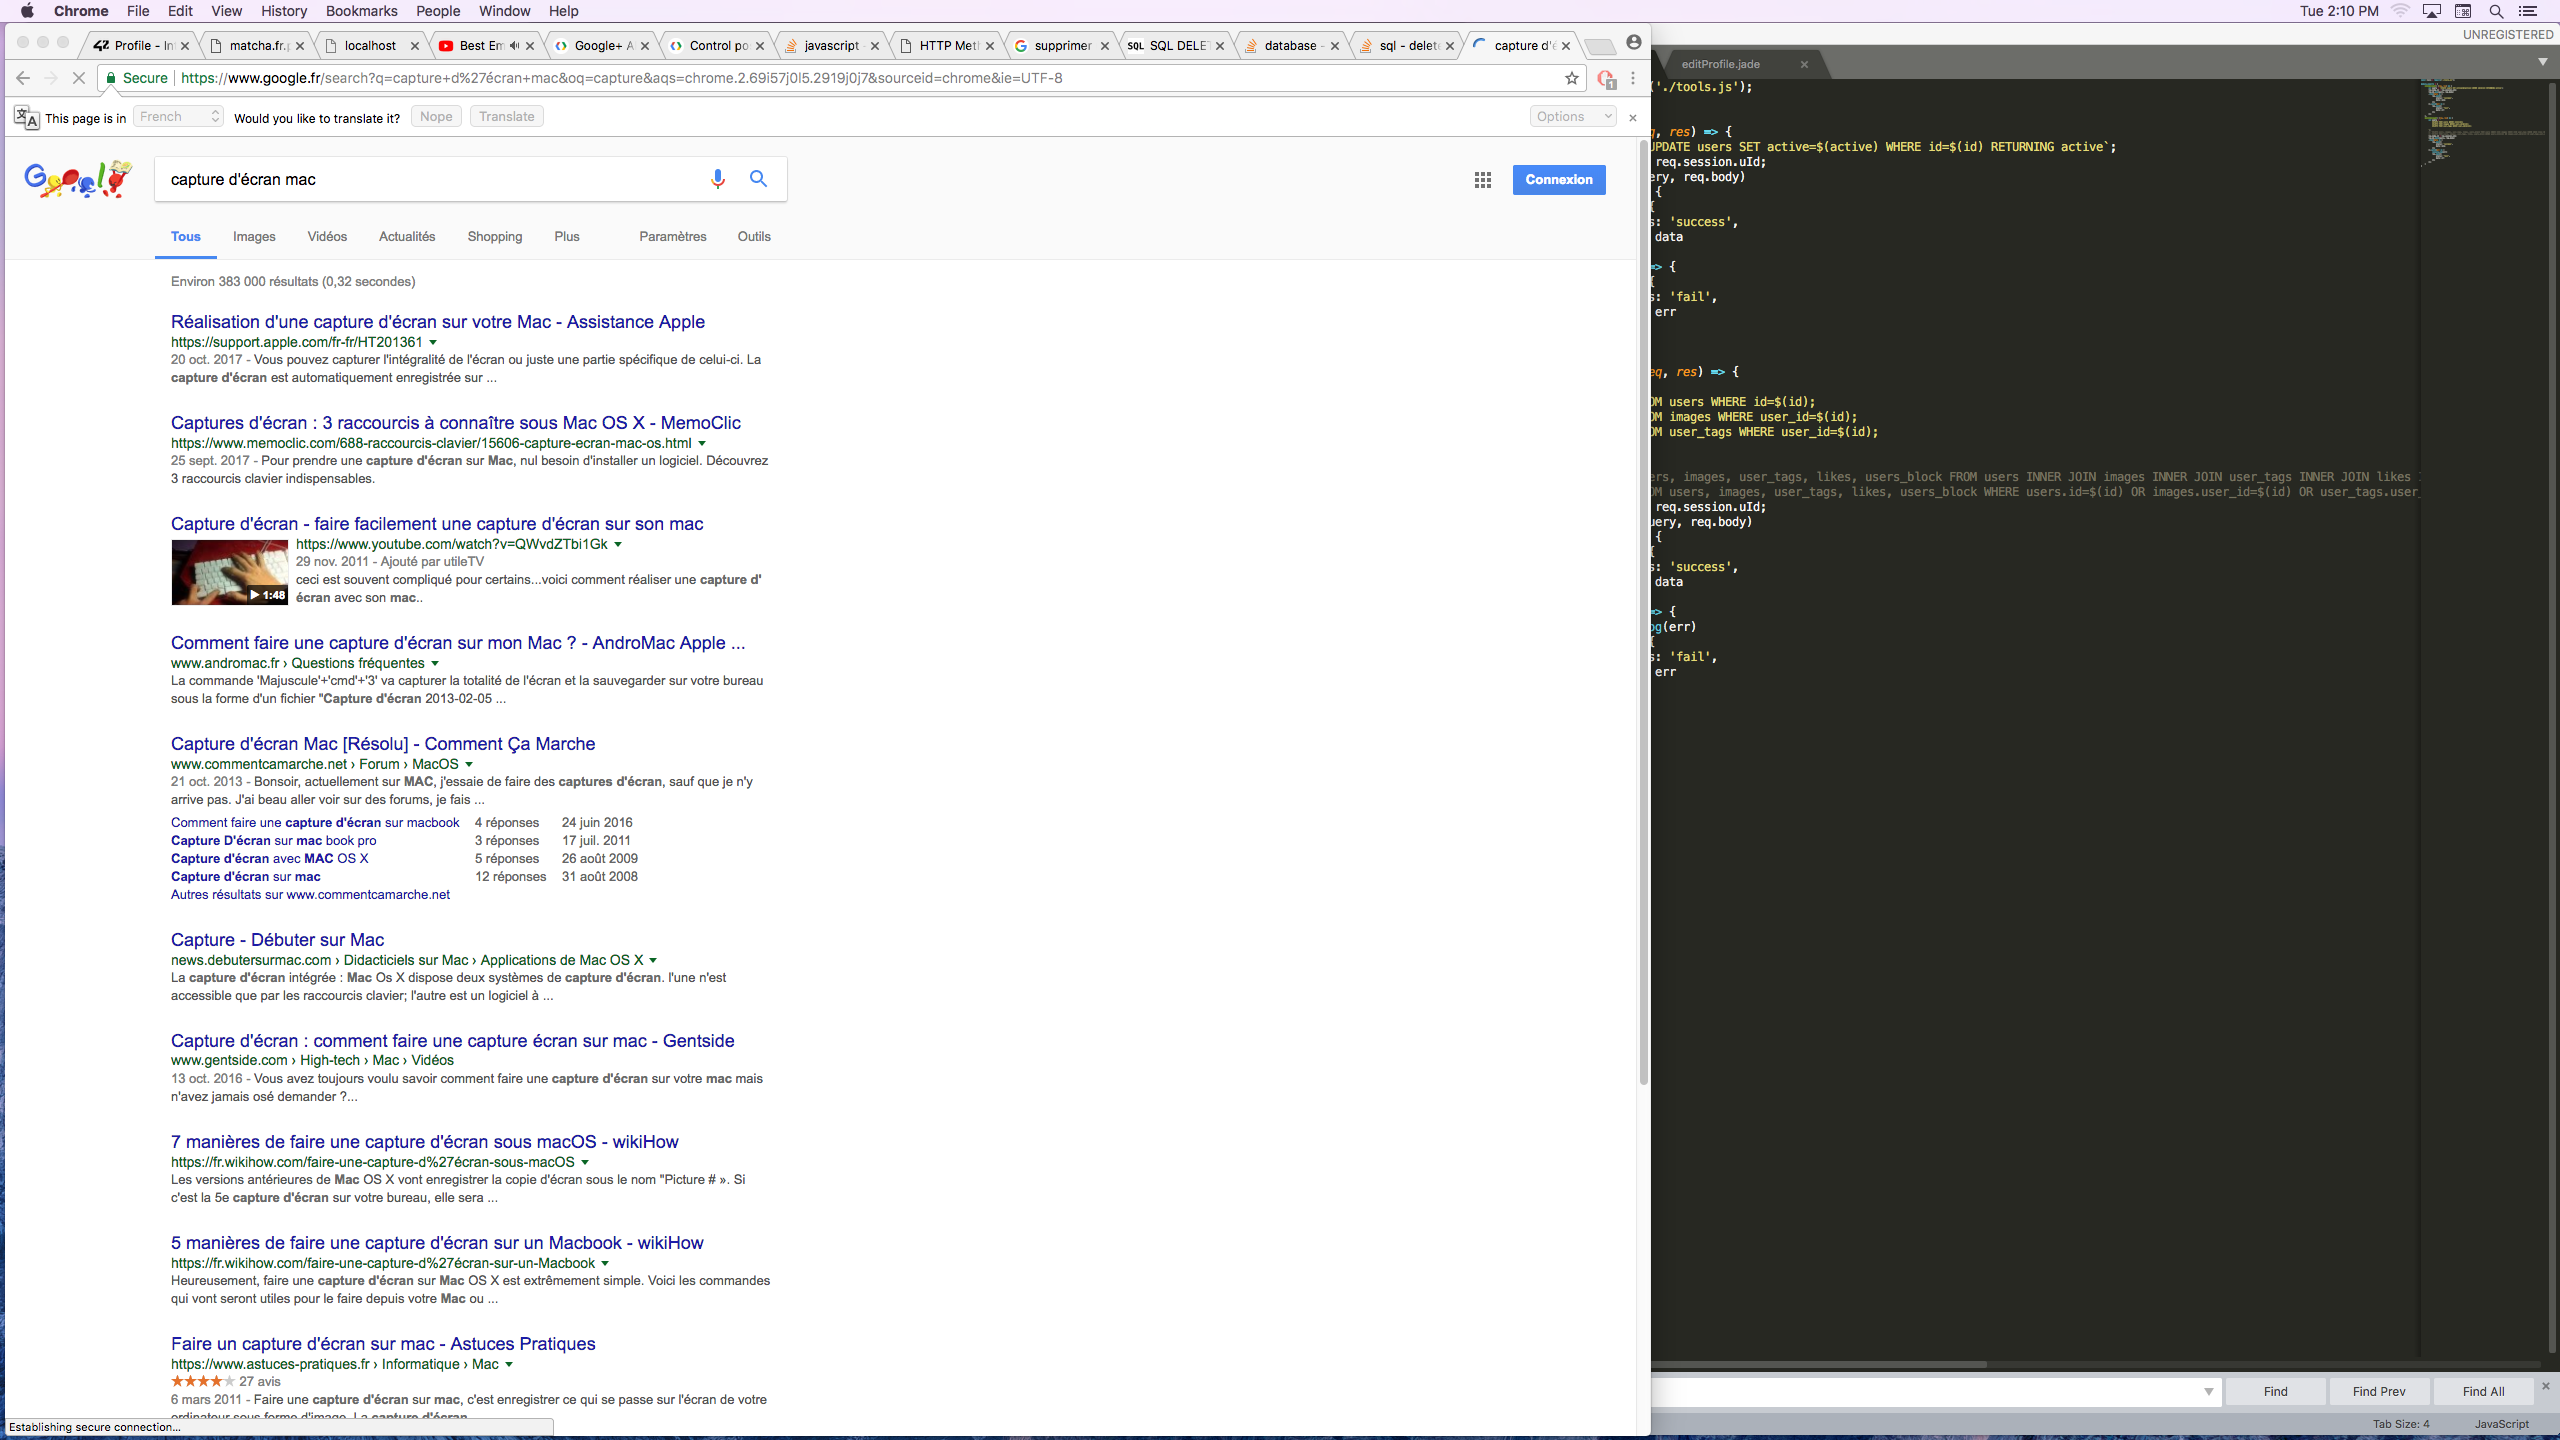 Chrome File Edit View History Bookmarks People Window Help
Tue 2:10 PM
Profile - In
matcha.fr.
localhost
Best Em
Google+ A
Control po
javascript -
HTTP Met
supprimer
SQL DELET
database -
sql - delete
capture d'é
Secure https://www.google.fr/search?q=capture+d%27écran+mac&oq=capture&aqs=chrome.2.69i57j0l5.2919j0j7&sourceid=chrome&ie=UTF-8
This page is in French Would you like to translate it? Nope Translate Options
capture d'écran mac
Connexion
Tous Images Vidéos Actualités Shopping Plus Paramètres Outils
Environ 383 000 résultats (0,32 secondes)
Réalisation d'une capture d'écran sur votre Mac - Assistance Apple
https://support.apple.com/fr-fr/HT201361
20 oct. 2017 - Vous pouvez capturer l'intégralité de l'écran ou juste une partie spécifique de celui-ci. La
capture d'écran est automatiquement enregistrée sur ...
Captures d'écran : 3 raccourcis à connaître sous Mac OS X - MemoClic
https://www.memoclic.com/688-raccourcis-clavier/15606-capture-ecran-mac-os.html
25 sept. 2017 - Pour prendre une capture d'écran sur Mac, nul besoin d'installer un logiciel. Découvrez
3 raccourcis clavier indispensables.
Capture d'écran - faire facilement une capture d'écran sur son mac
https://www.youtube.com/watch?v=QWvdZTbi1Gk
29 nov. 2011 - Ajouté par utileTV
ceci est souvent compliqué pour certains...voici comment réaliser une capture d'
écran avec son mac..
1:48
Comment faire une capture d'écran sur mon Mac ? - AndroMac Apple ...
www.andromac.fr › Questions fréquentes
La commande 'Majuscule'+'cmd'+'3' va capturer la totalité de l'écran et la sauvegarder sur votre bureau
sous la forme d'un fichier "Capture d'écran 2013-02-05 ...
Capture d'écran Mac [Résolu] - Comment Ça Marche
www.commentcamarche.net › Forum › MacOS
21 oct. 2013 - Bonsoir, actuellement sur MAC, j'essaie de faire des captures d'écran, sauf que je n'y
arrive pas. J'ai beau aller voir sur des forums, je fais ...
Comment faire une capture d'écran sur macbook 4 réponses 24 juin 2016
Capture D'écran sur mac book pro 3 réponses 17 juil. 2011
Capture d'écran avec MAC OS X 5 réponses 26 août 2009
Capture d'écran sur mac 12 réponses 31 août 2008
Autres résultats sur www.commentcamarche.net
Capture - Débuter sur Mac
news.debutersurmac.com › Didacticiels sur Mac › Applications de Mac OS X
La capture d'écran intégrée : Mac Os X dispose deux systèmes de capture d'écran. l'une n'est
accessible que par les raccourcis clavier; l'autre est un logiciel à ...
Capture d'écran : comment faire une capture écran sur mac - Gentside
www.gentside.com › High-tech › Mac › Vidéos
13 oct. 2016 - Vous avez toujours voulu savoir comment faire une capture d'écran sur votre mac mais
n'avez jamais osé demander ?...
7 manières de faire une capture d'écran sous macOS - wikiHow
https://fr.wikihow.com/faire-une-capture-d%27écran-sous-macOS
Les versions antérieures de Mac OS X vont enregistrer la copie d'écran sous le nom "Picture # ». Si
c'est la 5e capture d'écran sur votre bureau, elle sera ...
5 manières de faire une capture d'écran sur un Macbook - wikiHow
https://fr.wikihow.com/faire-une-capture-d%27écran-sur-un-Macbook
Heureusement, faire une capture d'écran sur Mac OS X est extrêmement simple. Voici les commandes
qui vont seront utiles pour le faire depuis votre Mac ou ...
Faire un capture d'écran sur mac - Astuces Pratiques
https://www.astuces-pratiques.fr › Informatique › Mac
27 avis
6 mars 2011 - Faire une capture d'écran sur mac, c'est enregistrer ce qui se passe sur l'écran de votre
ordinateur sous forme d'image. La capture d'écran
Establishing secure connection...
UNREGISTERED
editProfile.jade
('./tools.js');
, res) => {
UPDATE users SET active=$(active) WHERE id=$(id) RETURNING active`;
req.session.uId;
ery, req.body)
{
{
s: 'success',
data
=> {
{
s: 'fail',
err
eq, res) => {
OM users WHERE id=$(id);
OM images WHERE user_id=$(id);
OM user_tags WHERE user_id=$(id);
ers, images, user_tags, likes, users_block FROM users INNER JOIN images INNER JOIN user_tags INNER JOIN likes
OM users, images, user_tags, likes, users_block WHERE users.id=$(id) OR images.user_id=$(id) OR user_tags.user_
req.session.uId;
uery, req.body)
{
{
s: 'success',
data
=> {
og(err)
{
s: 'fail',
err
Find Find Prev Find All
Tab Size: 4 JavaScript